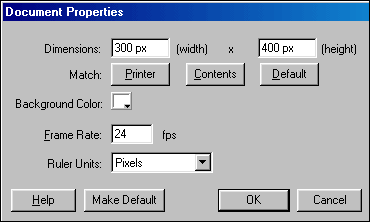 Document Properties
Dimensions: 300 px (width) x 400 px (height)
Match: Printer Contents Default
Background Color:
Frame Rate: 24 fps
Ruler Units: Pixels
Help Make Default OK Cancel